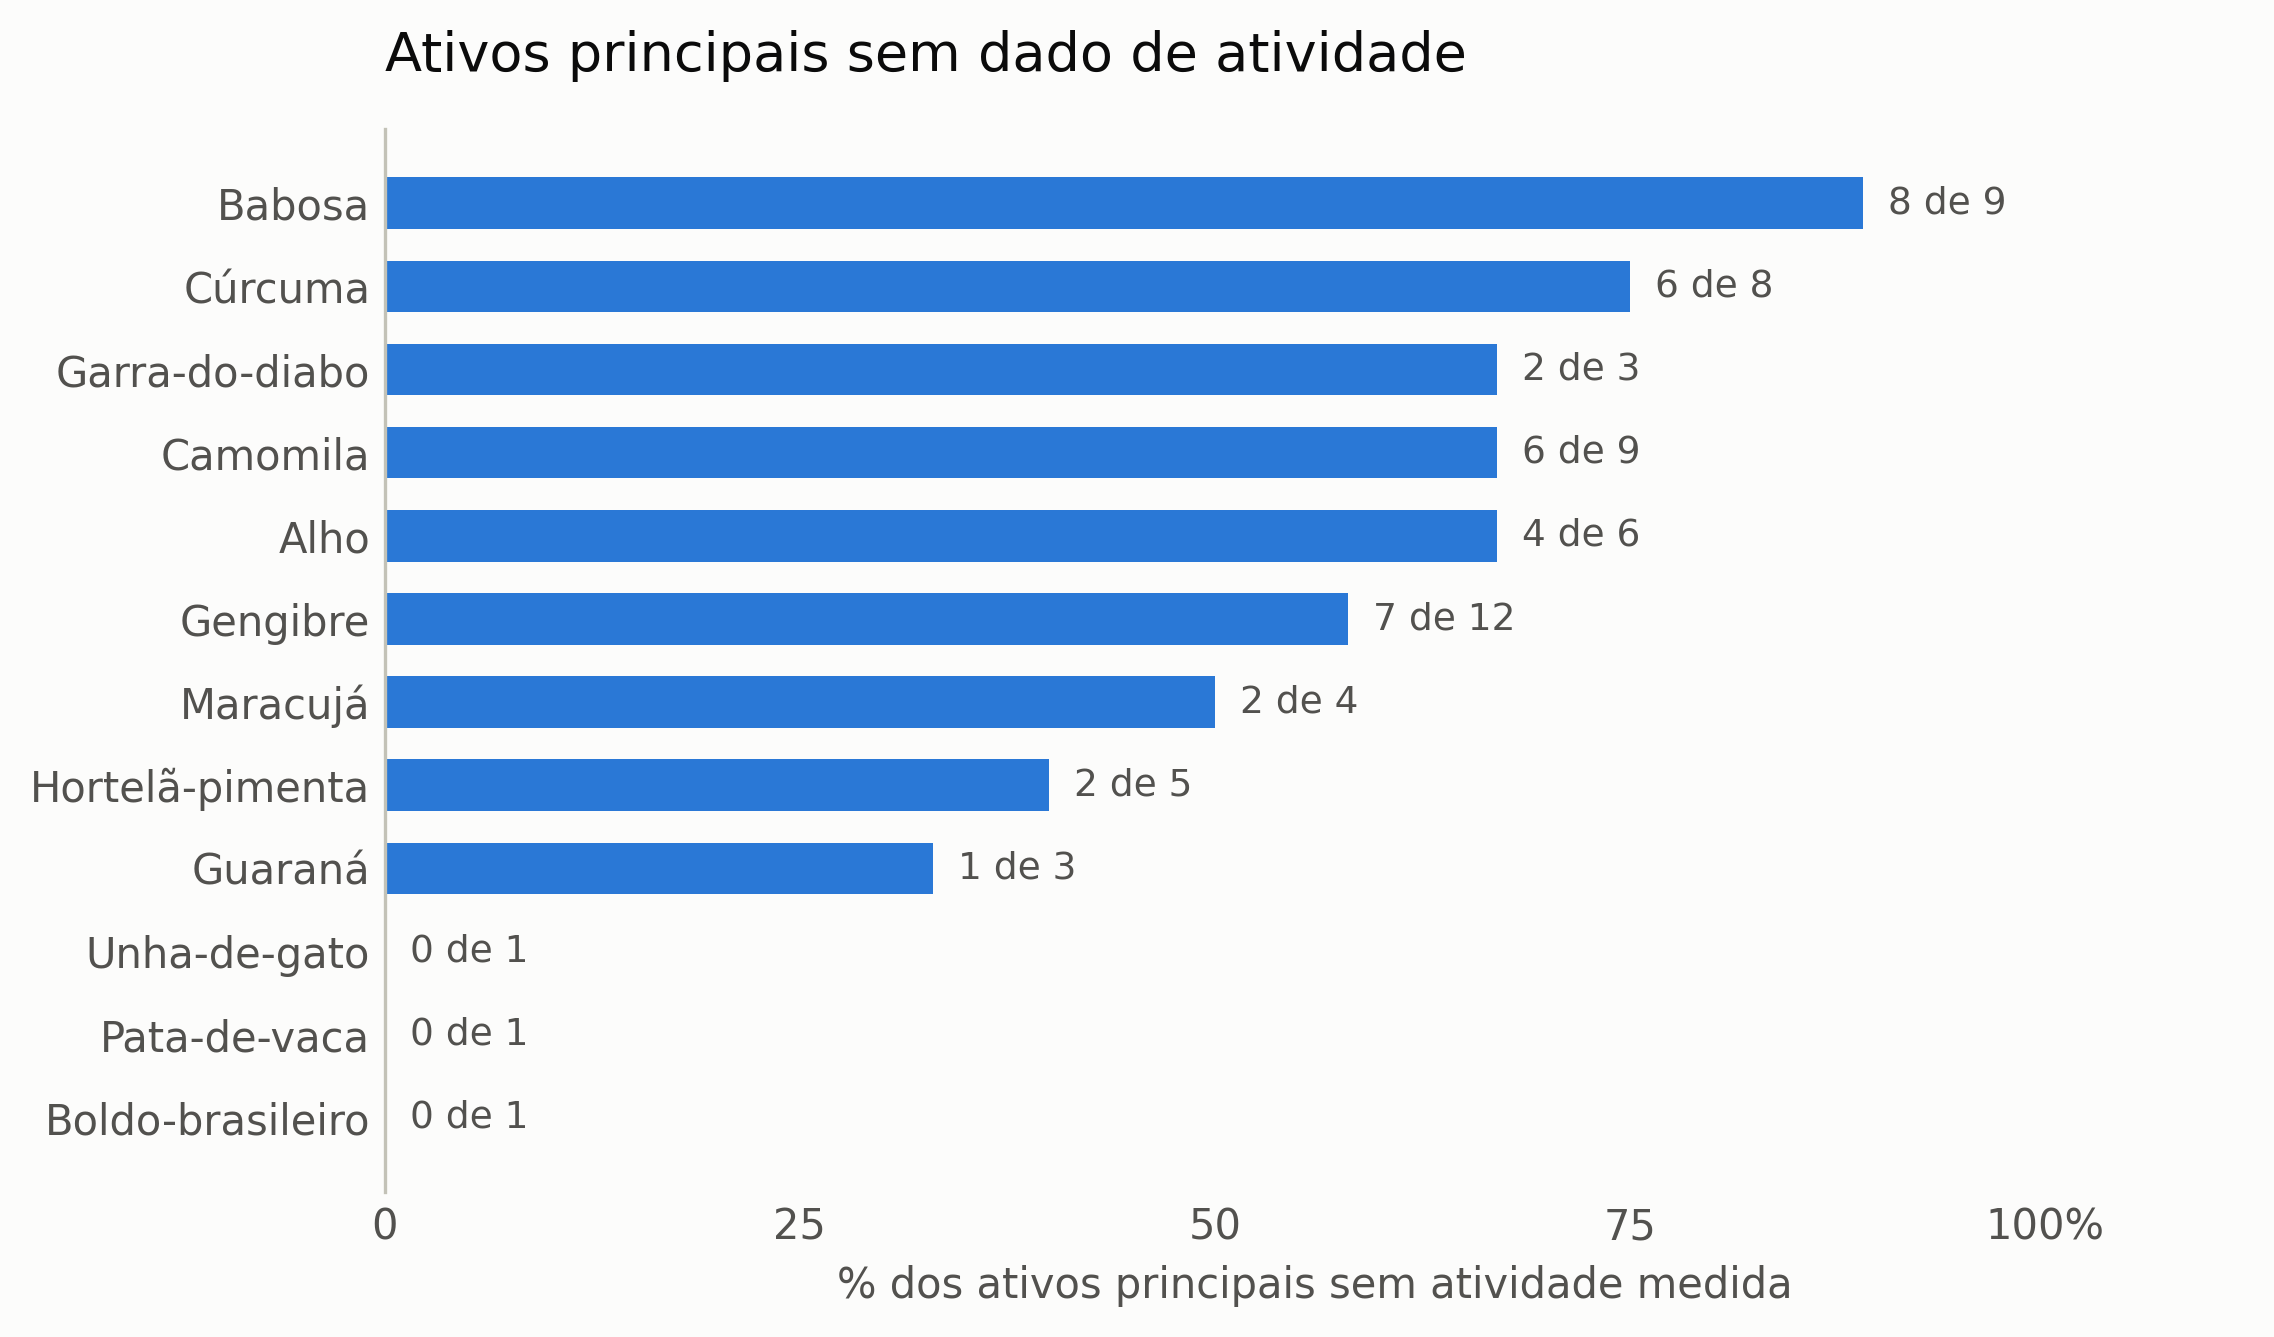 Ativos principais sem dado de atividade
Babosa 8 de 9
Cúrcuma 6 de 8
Garra-do-diabo 2 de 3
Camomila 6 de 9
Alho 4 de 6
Gengibre 7 de 12
Maracujá 2 de 4
Hortelã-pimenta 2 de 5
Guaraná 1 de 3
Unha-de-gato 0 de 1
Pata-de-vaca 0 de 1
Boldo-brasileiro 0 de 1
0 25 50 75 100%
% dos ativos principais sem atividade medida